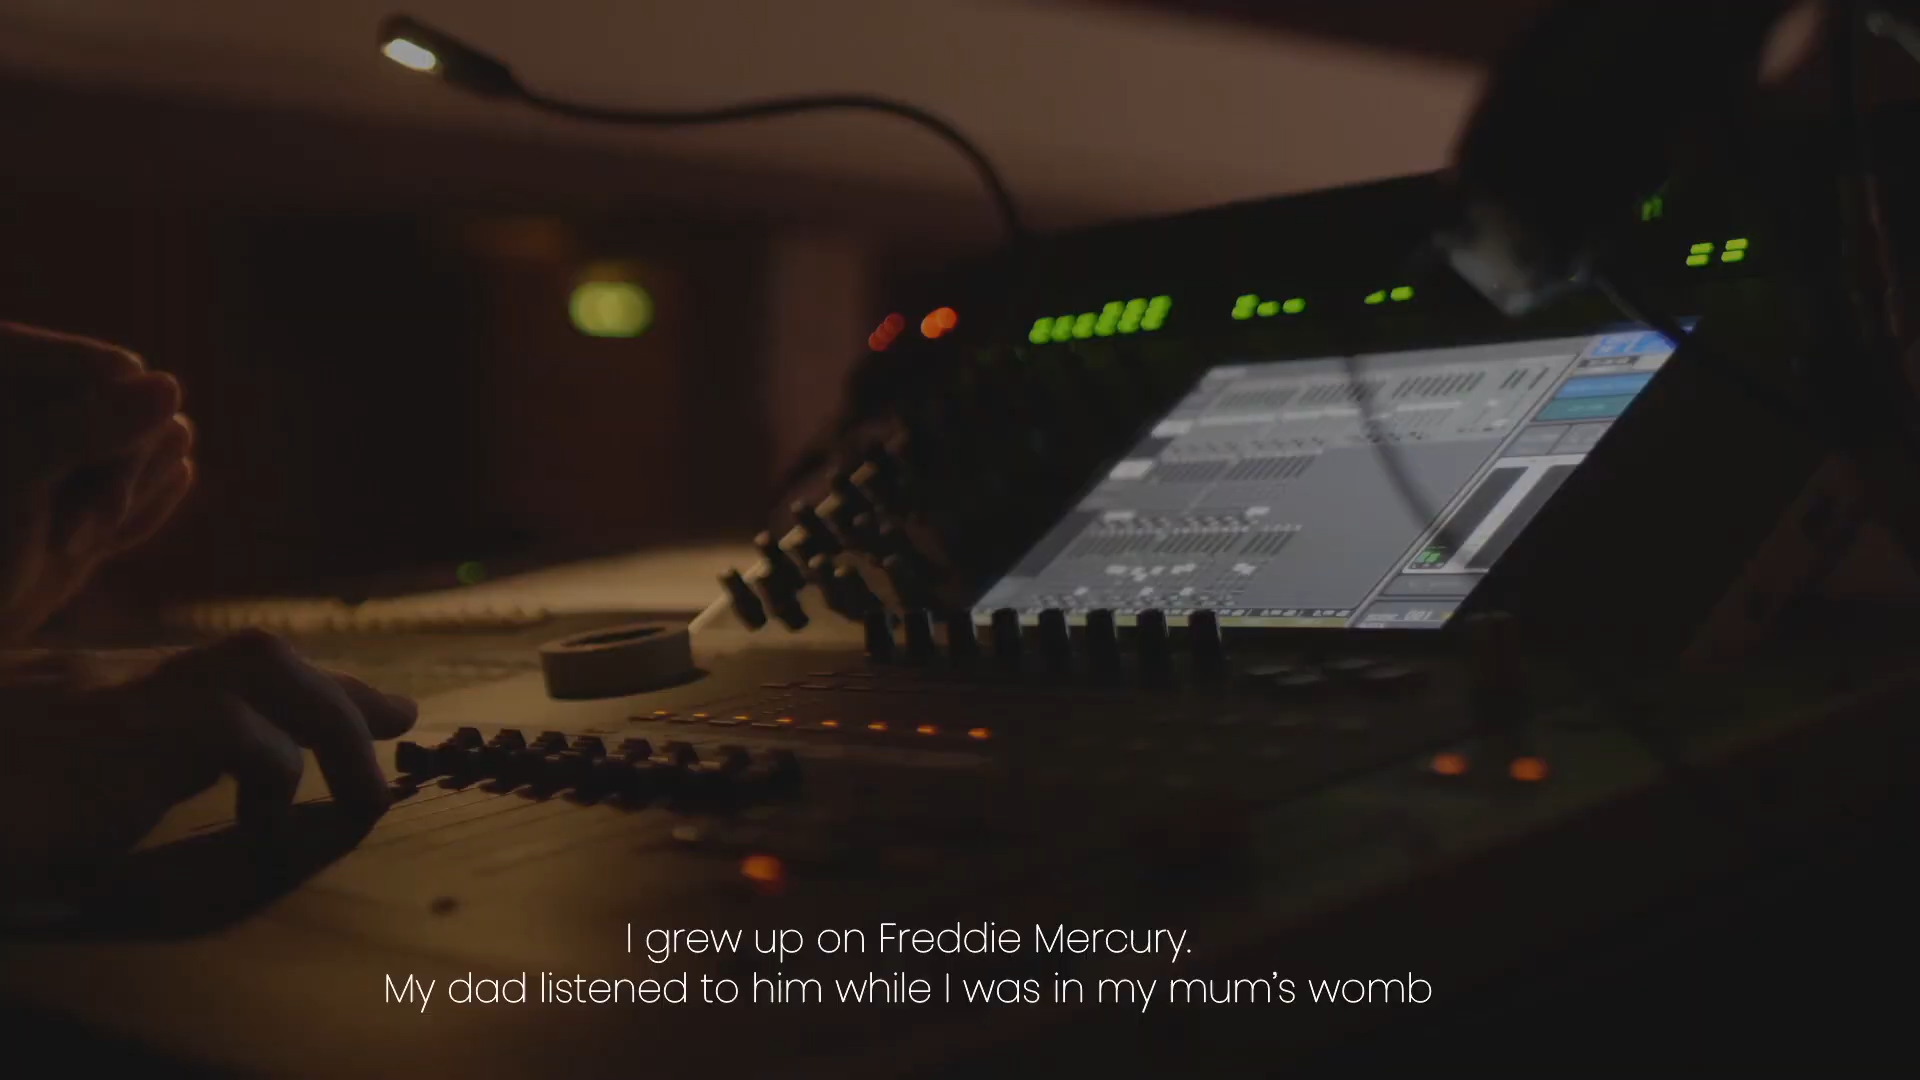 I grew up on Freddie Mercury.
My dad listened to him while I was in my mum's womb